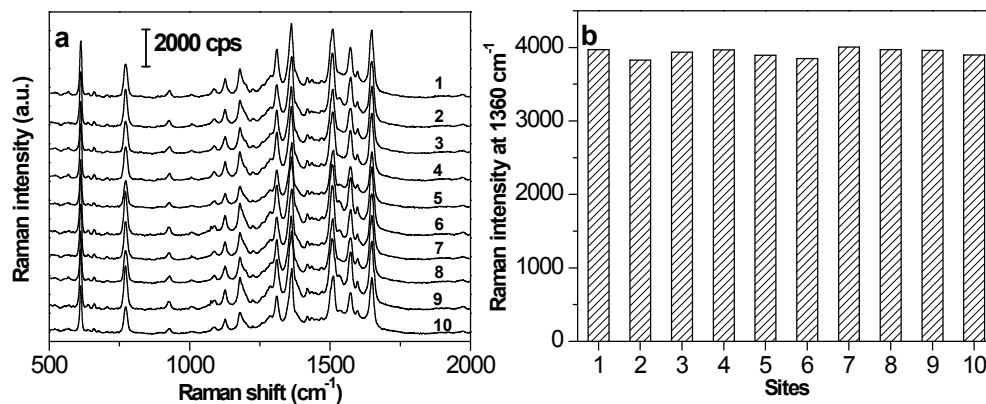 a
2000 cps
1
2
3
4
5
6
7
8
9
10
Raman intensity (a.u.)
500 1000 1500 2000
Raman shift (cm⁻¹)
b
Raman intensity at 1360 cm⁻¹
4000
3000
2000
1000
0
1 2 3 4 5 6 7 8 9 10
Sites